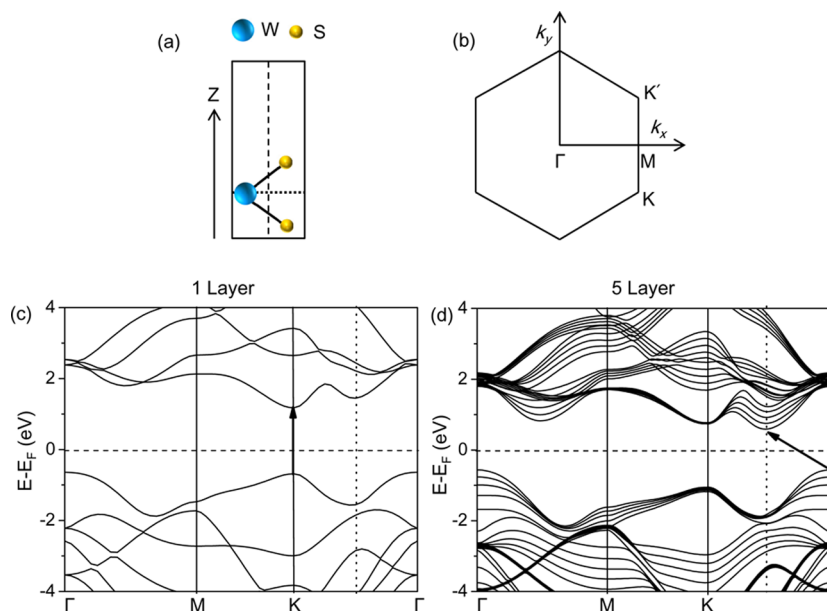 (a)
W
S
Z
(b)
k_y
K′
k_x
Γ
M
K
1 Layer
5 Layer
(c)
(d)
E-E_F (eV)
4
2
0
-2
-4
Γ
M
K
Γ
E-E_F (eV)
4
2
0
-2
-4
Γ
M
K